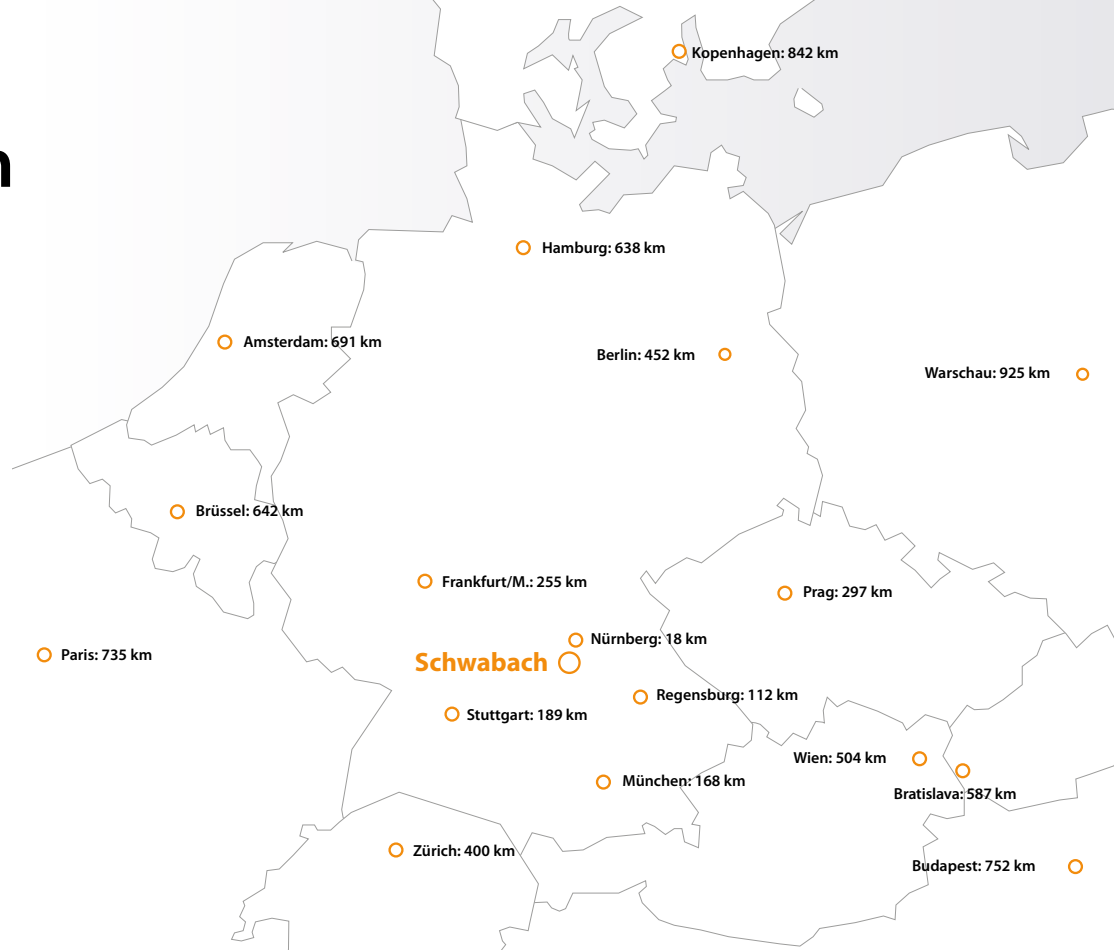 Kopenhagen: 842 km
n
Hamburg: 638 km
Amsterdam: 691 km
Berlin: 452 km
Warschau: 925 km
Brüssel: 642 km
Frankfurt/M.: 255 km
Prag: 297 km
Nürnberg: 18 km
Paris: 735 km
Schwabach
Regensburg: 112 km
Stuttgart: 189 km
Wien: 504 km
München: 168 km
Bratislava: 587 km
Zürich: 400 km
Budapest: 752 km